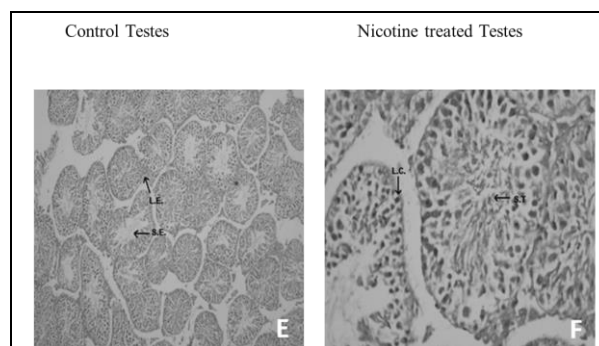 Control Testes Nicotine treated Testes
L.E.
S.E.
E
L.C.
S.T.
F